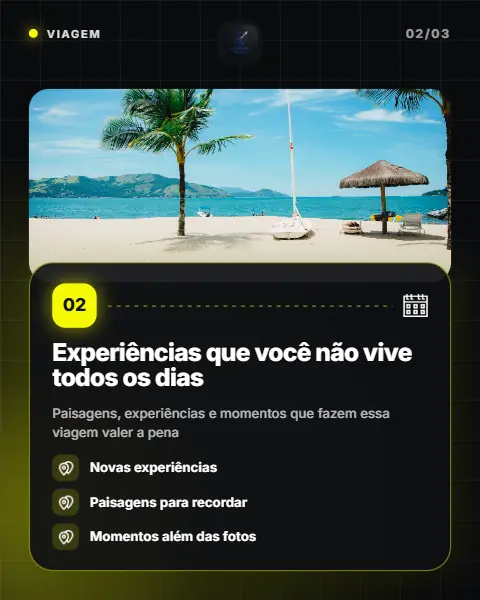 VIAGEM
02/03
02
Experiências que você não vive
todos os dias
Paisagens, experiências e momentos que fazem essa
viagem valer a pena
Novas experiências
Paisagens para recordar
Momentos além das fotos